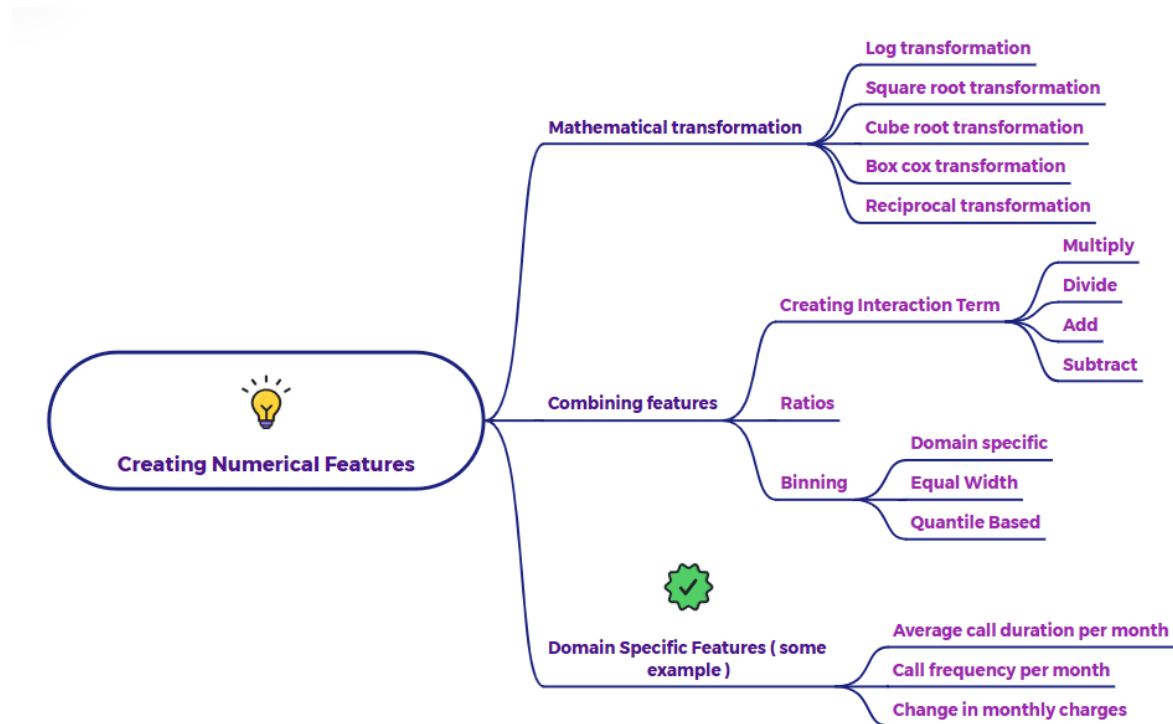 Creating Numerical Features
Mathematical transformation
Log transformation
Square root transformation
Cube root transformation
Box cox transformation
Reciprocal transformation
Combining features
Creating Interaction Term
Multiply
Divide
Add
Subtract
Ratios
Binning
Domain specific
Equal Width
Quantile Based
Domain Specific Features ( some
example )
Average call duration per month
Call frequency per month
Change in monthly charges